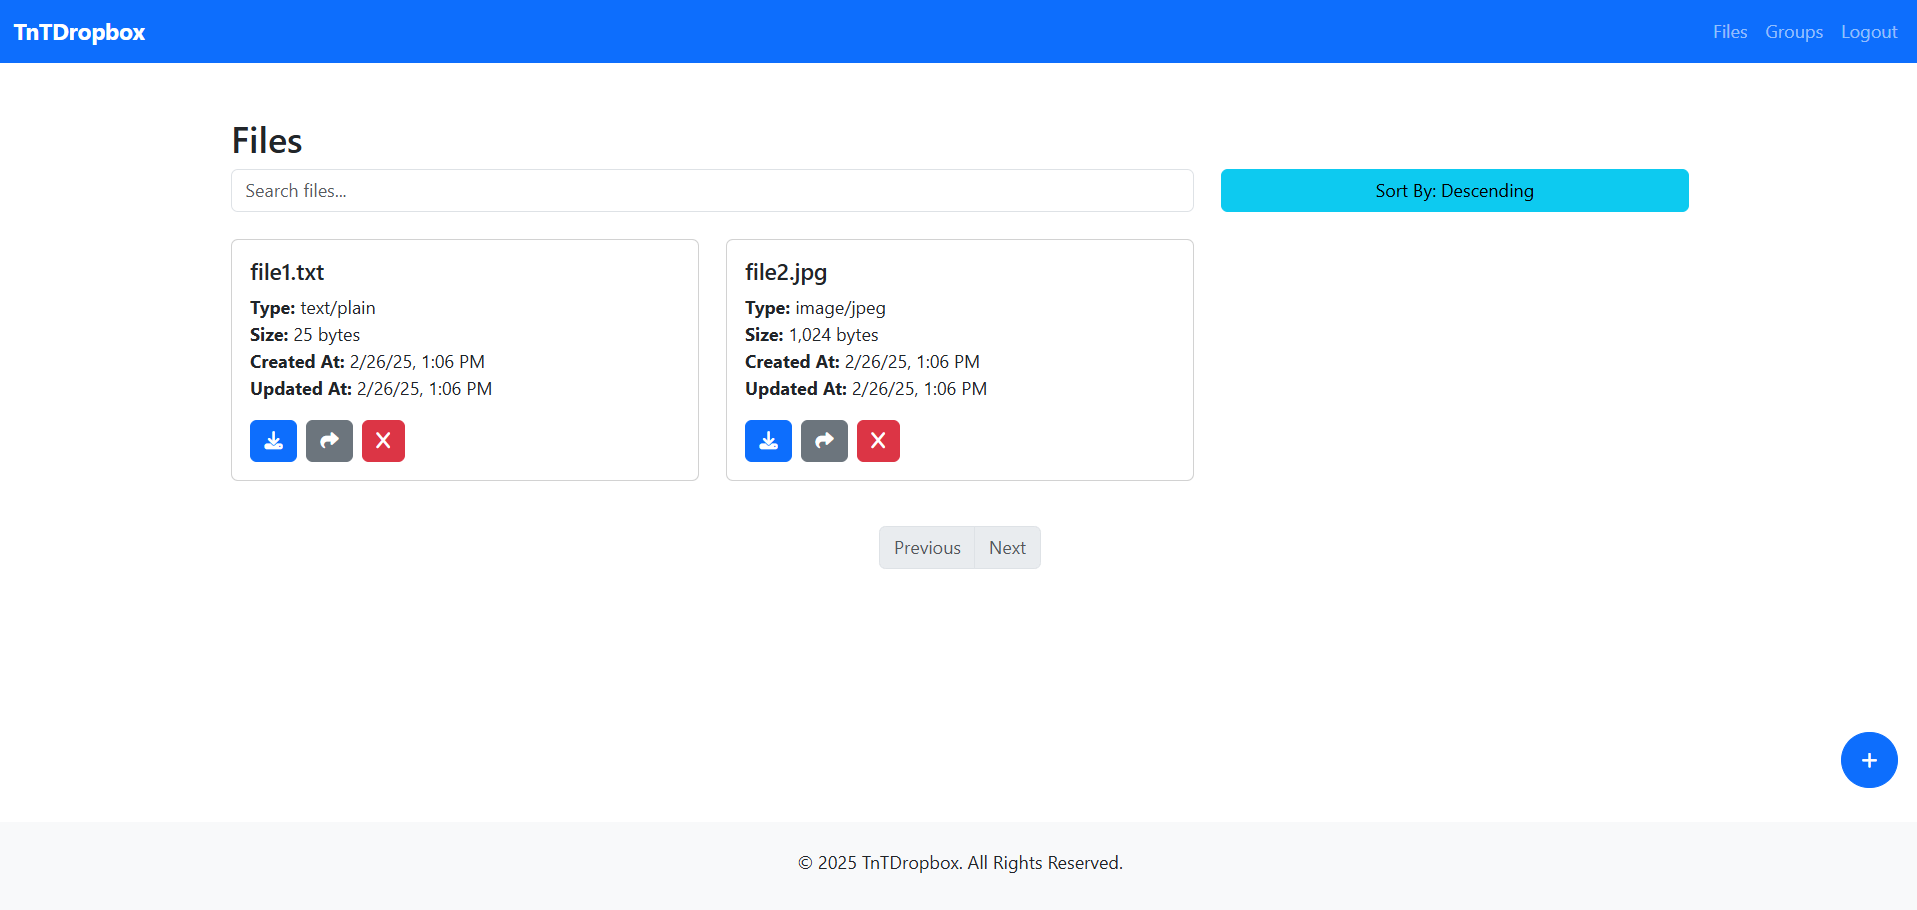 TnTDropbox
Files Groups Logout
Files
Search files...
Sort By: Descending
file1.txt
Type: text/plain
Size: 25 bytes
Created At: 2/26/25, 1:06 PM
Updated At: 2/26/25, 1:06 PM
file2.jpg
Type: image/jpeg
Size: 1,024 bytes
Created At: 2/26/25, 1:06 PM
Updated At: 2/26/25, 1:06 PM
Previous Next
© 2025 TnTDropbox. All Rights Reserved.